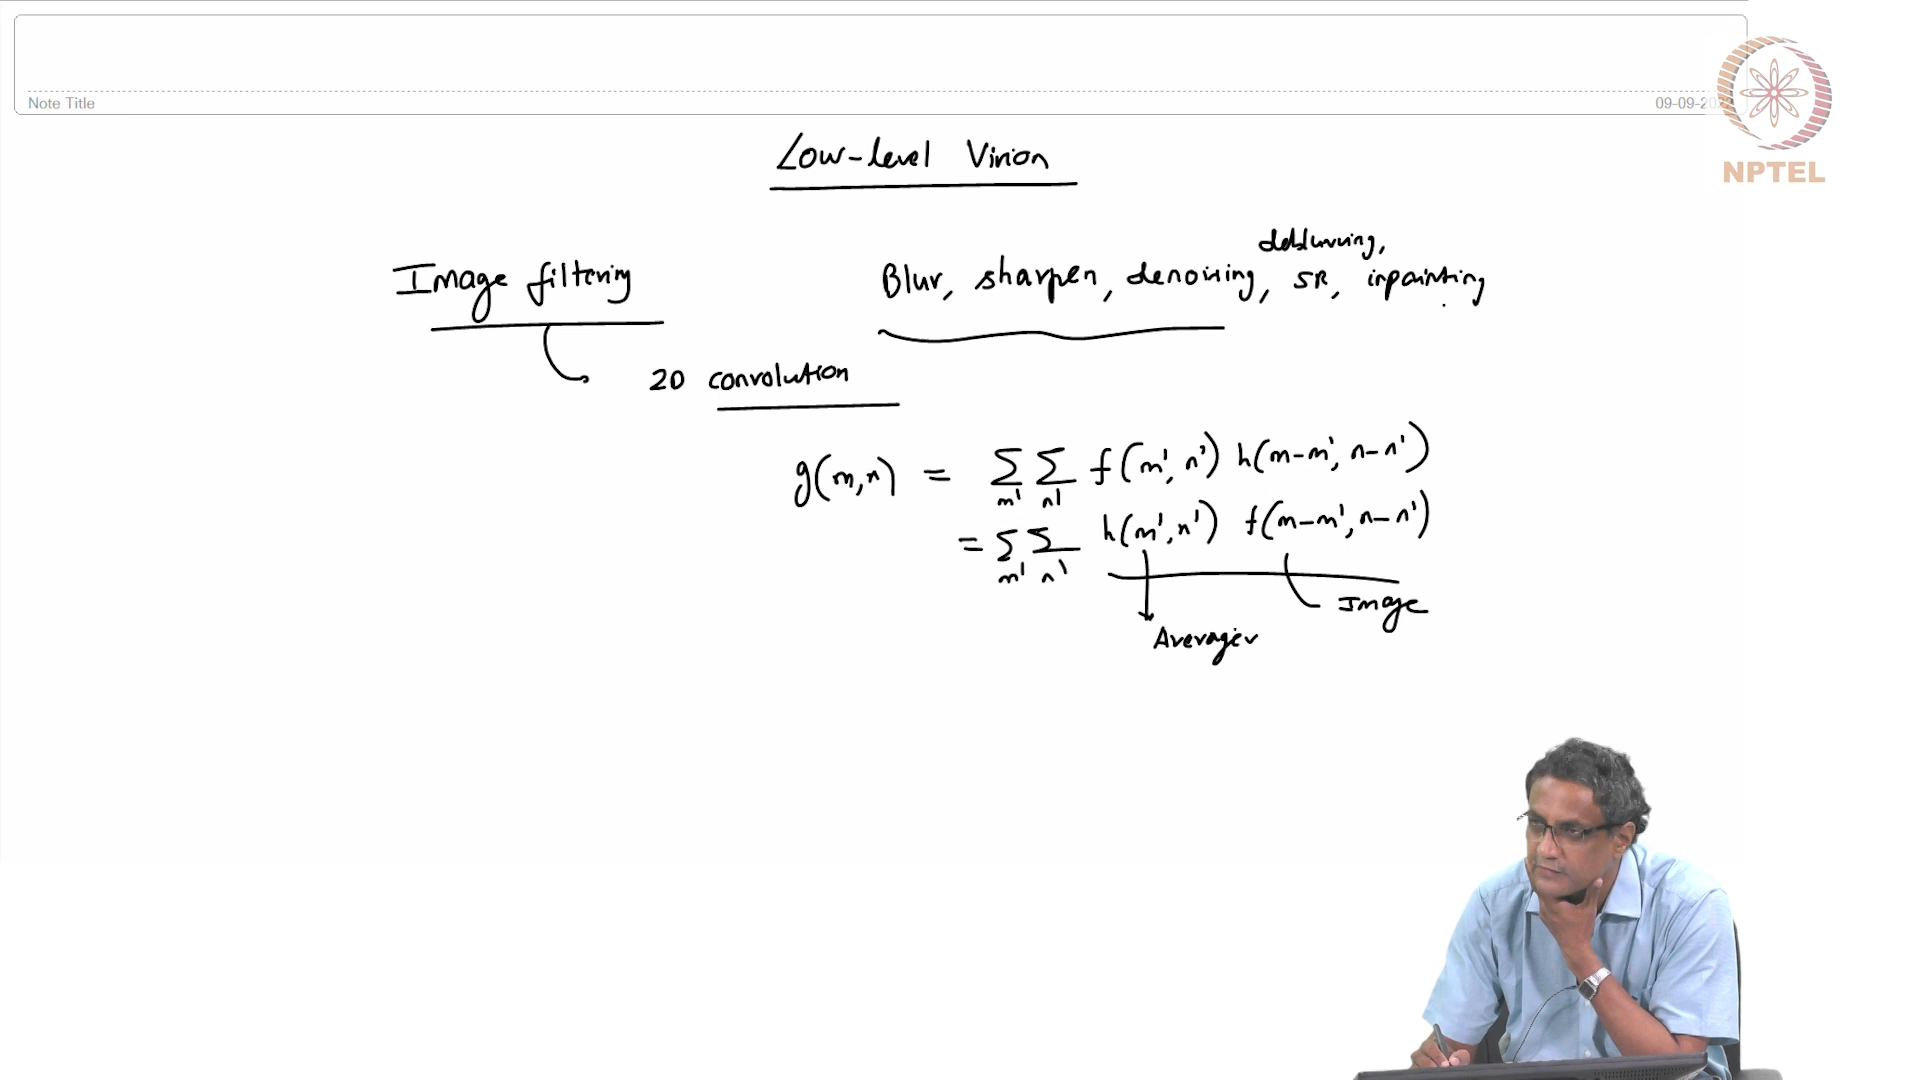 Note Title
09-09-2
NPTEL
Low-level Vision
Image filtering
Blur, sharpen, denoising, deblurring, SR, inpainting
2D convolution
g(m,n) = ∑m' ∑n' f(m', n') h(m-m', n-n')
= ∑m' ∑n' h(m', n') f(m-m', n-n')
Image
Averager